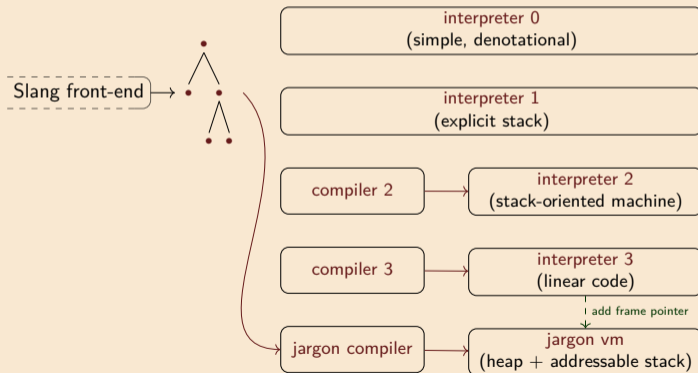 interpreter 0
(simple, denotational)
Slang front-end
interpreter 1
(explicit stack)
compiler 2
interpreter 2
(stack-oriented machine)
compiler 3
interpreter 3
(linear code)
add frame pointer
jargon compiler
jargon vm
(heap + addressable stack)